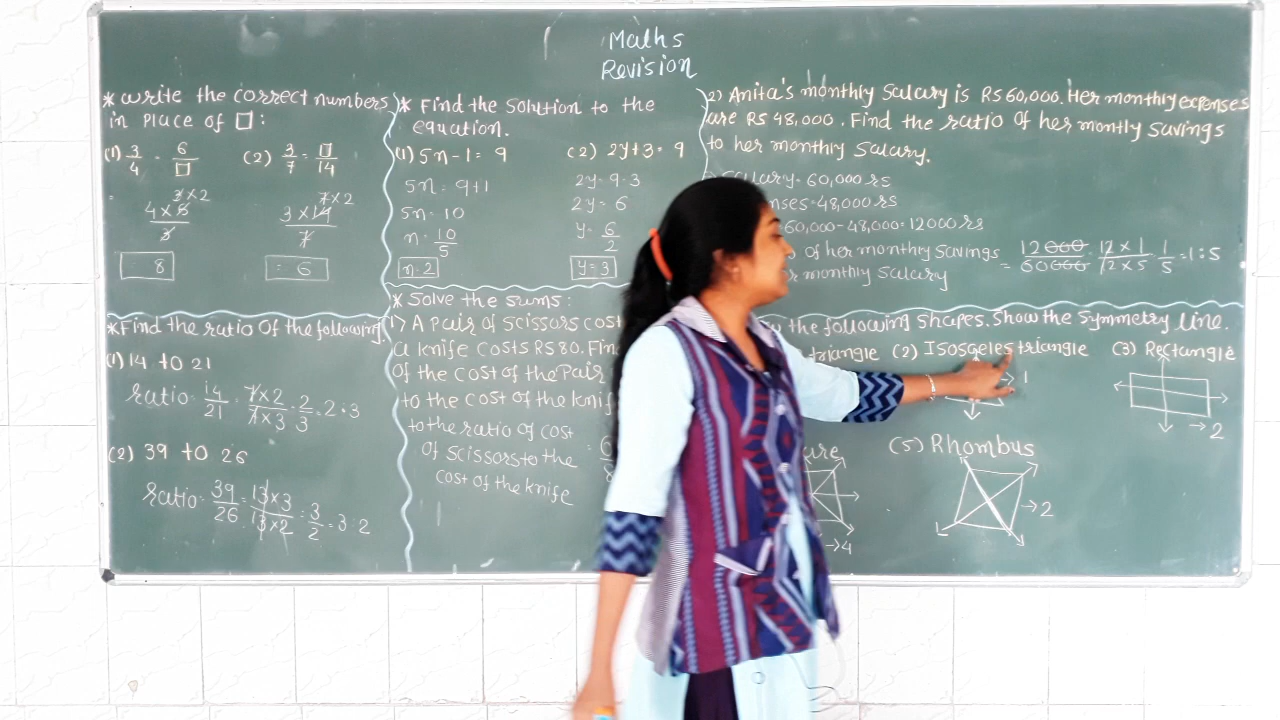 Maths
Revision
* Write the correct numbers
in place of □:
(1) 3/4 = 6/□ (2) 3/7 = □/14
4×6/3 2×2 3×14/7 7×2
= 8 = 6
* Find the ratio of the following.
(1) 14 to 21
ratio = 14/21 = 7×2/7×3 = 2/3 = 2:3
(2) 39 to 26
ratio = 39/26 = 13×3/13×2 = 3/2 = 3:2
* Find the solution to the
equation.
(1) 5n-1 = 9 (2) 2y+3 = 9
5n = 9+1 2y = 9-3
5n = 10 2y = 6
n = 10/5 y = 6/2
n=2 y=3
* Solve the sums:
1) A pair of scissors cost
a knife costs RS 80. Fin
of the cost of the Pair
to the cost of the knif
to the ratio of cost
of scissors to the
cost of the knife
2) Anita's monthly salary is RS 60,000. Her monthly expenses
are RS 48,000. Find the ratio of her montly savings
to her monthly salary.
Salary = 60,000 rs
nses = 48,000 rs
60,000 - 48,000 = 12000 rs
of her monthly savings
r monthly salary
= 12000/60000 = 12×1/12×5 = 1/5 = 1:5
w the following shapes. Show the symmetry line.
triangle (2) Isosceles triangle (3) Rectangle
→ 1
→ 2
uare (5) Rhombus
→ 4
→ 2